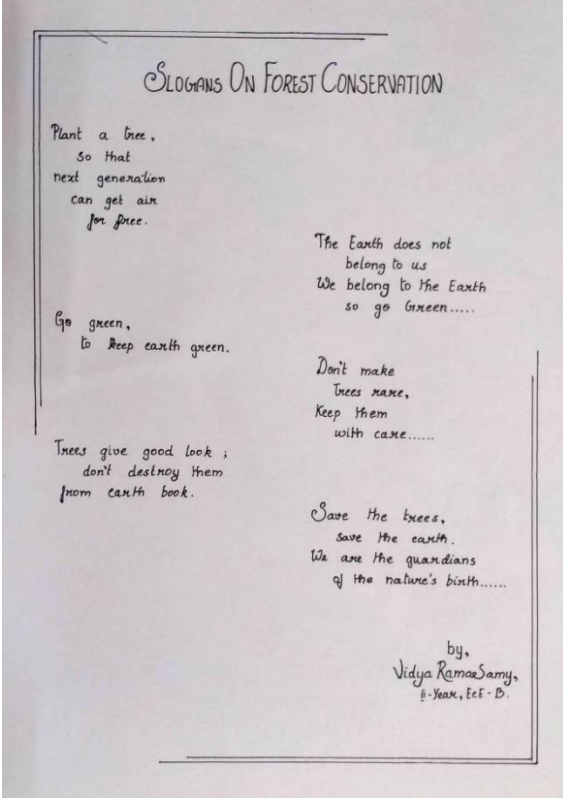 SLOGANS ON FOREST CONSERVATION
Plant a tree,
so that
next generation
can get air
for free.
Go green,
to keep earth green.
Trees give good look ;
don't destroy them
from earth book.
The Earth does not
belong to us
We belong to the Earth
so go Green.....
Don't make
Trees rare,
Keep them
with care......
Save the trees,
save the earth.
We are the guardians
of the nature's birth......
by,
Vidya RamaeSamy,
II-Year, EcE - B.